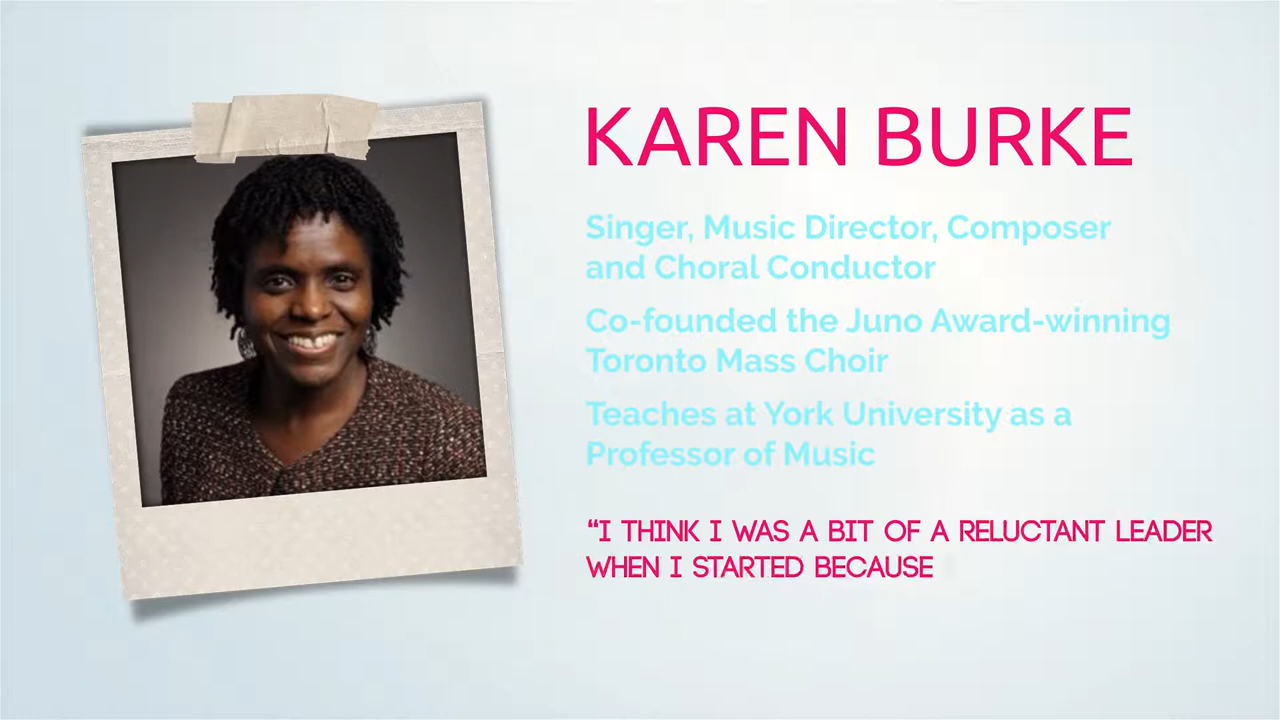 KAREN BURKE
Singer, Music Director, Composer
and Choral Conductor
Co-founded the Juno Award-winning
Toronto Mass Choir
Teaches at York University as a
Professor of Music
“I THINK I WAS A BIT OF A RELUCTANT LEADER
WHEN I STARTED BECAUSE